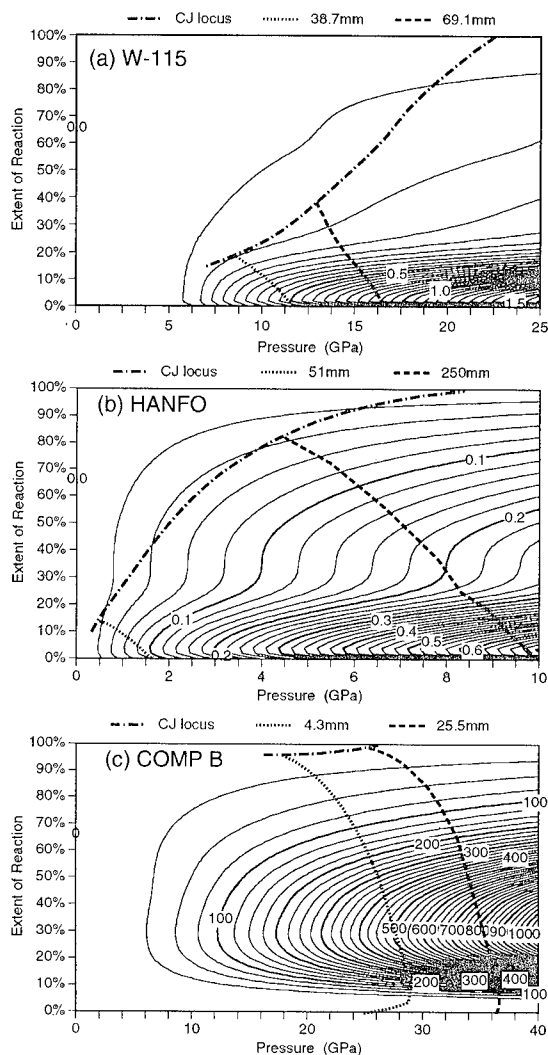 CJ locus 38.7mm 69.1mm
(a) W-115
Extent of Reaction
100%
90%
80%
70%
60%
50%
40%
30%
20%
10%
0%
0.0
0.5
1.0
1.5
0 5 10 15 20 25
Pressure (GPa)
CJ locus 51mm 250mm
(b) HANFO
Extent of Reaction
100%
90%
80%
70%
60%
50%
40%
30%
20%
10%
0%
0.0
0.1
0.2
0.1
0.3
0.4
0.5
0.2 0.6
0 2 4 6 8 10
Pressure (GPa)
CJ locus 4.3mm 25.5mm
(c) COMP B
Extent of Reaction
100%
90%
80%
70%
60%
50%
40%
30%
20%
10%
0%
0
100
200 300 400
100 500 600 700 800 90 1000
200 300 400
100
0 10 20 30 40
Pressure (GPa)